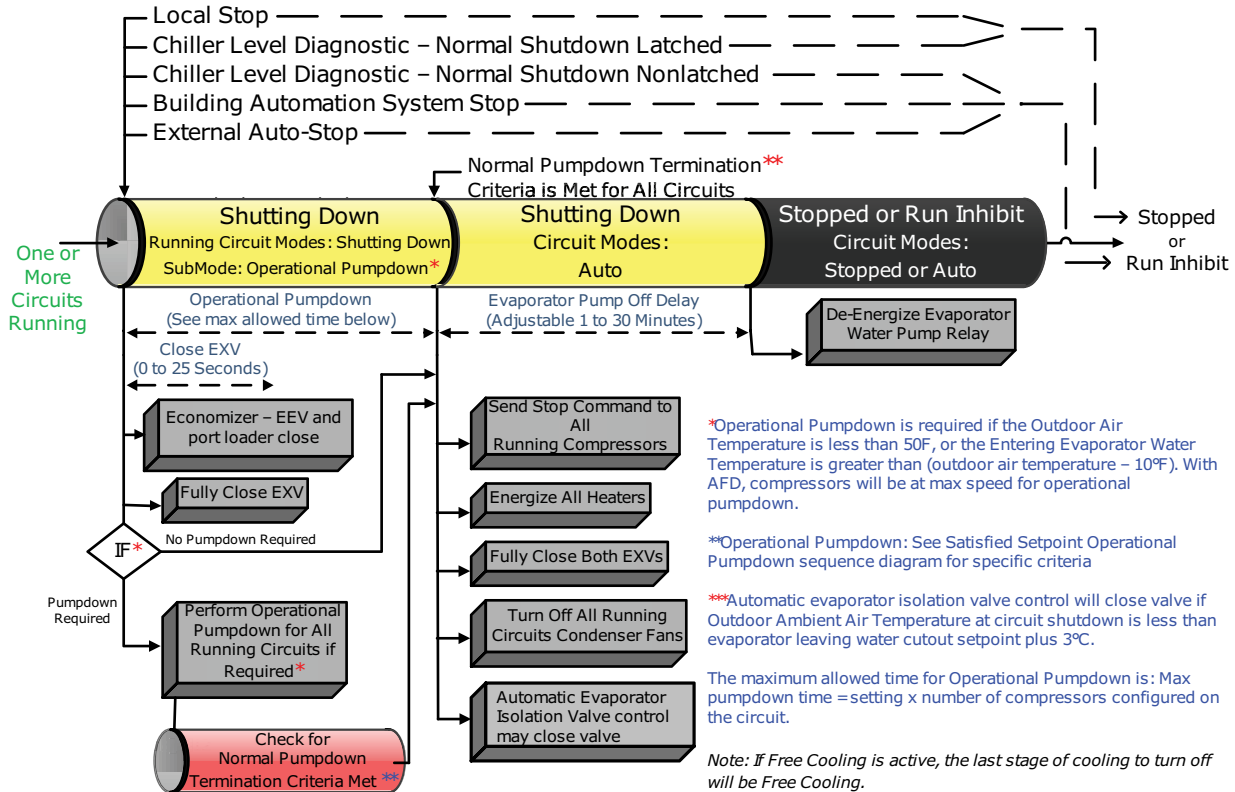 Local Stop
Chiller Level Diagnostic – Normal Shutdown Latched
Chiller Level Diagnostic – Normal Shutdown Nonlatched
Building Automation System Stop
External Auto-Stop
Normal Pumpdown Termination**
Criteria is Met for All Circuits
Shutting Down
Running Circuit Modes: Shutting Down
SubMode: Operational Pumpdown*
Shutting Down
Circuit Modes:
Auto
Stopped or Run Inhibit
Circuit Modes:
Stopped or Auto
Stopped
or
Run Inhibit
One or
More
Circuits
Running
Operational Pumpdown
(See max allowed time below)
Evaporator Pump Off Delay
(Adjustable 1 to 30 Minutes)
De-Energize Evaporator
Water Pump Relay
Close EXV
(0 to 25 Seconds)
Economizer – EEV and
port loader close
Fully Close EXV
IF*
No Pumpdown Required
Pumpdown
Required
Perform Operational
Pumpdown for All
Running Circuits if
Required*
Check for
Normal Pumpdown
Termination Criteria Met **
Send Stop Command to
All
Running Compressors
Energize All Heaters
Fully Close Both EXVs
Turn Off All Running
Circuits Condenser Fans
Automatic Evaporator
Isolation Valve control
may close valve
*Operational Pumpdown is required if the Outdoor Air
Temperature is less than 50F, or the Entering Evaporator Water
Temperature is greater than (outdoor air temperature – 10ºF). With
AFD, compressors will be at max speed for operational
pumpdown.
**Operational Pumpdown: See Satisfied Setpoint Operational
Pumpdown sequence diagram for specific criteria
***Automatic evaporator isolation valve control will close valve if
Outdoor Ambient Air Temperature at circuit shutdown is less than
evaporator leaving water cutout setpoint plus 3ºC.
The maximum allowed time for Operational Pumpdown is: Max
pumpdown time = setting x number of compressors configured on
the circuit.
Note: If Free Cooling is active, the last stage of cooling to turn off
will be Free Cooling.